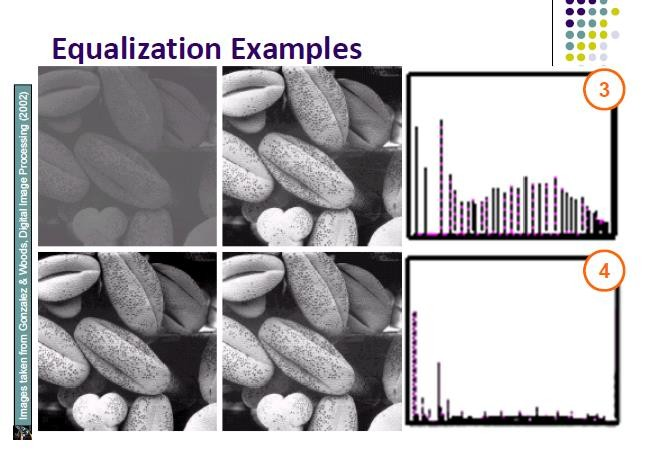 Equalization Examples
Images taken from Gonzalez & Woods, Digital Image Processing (2002)
3
4